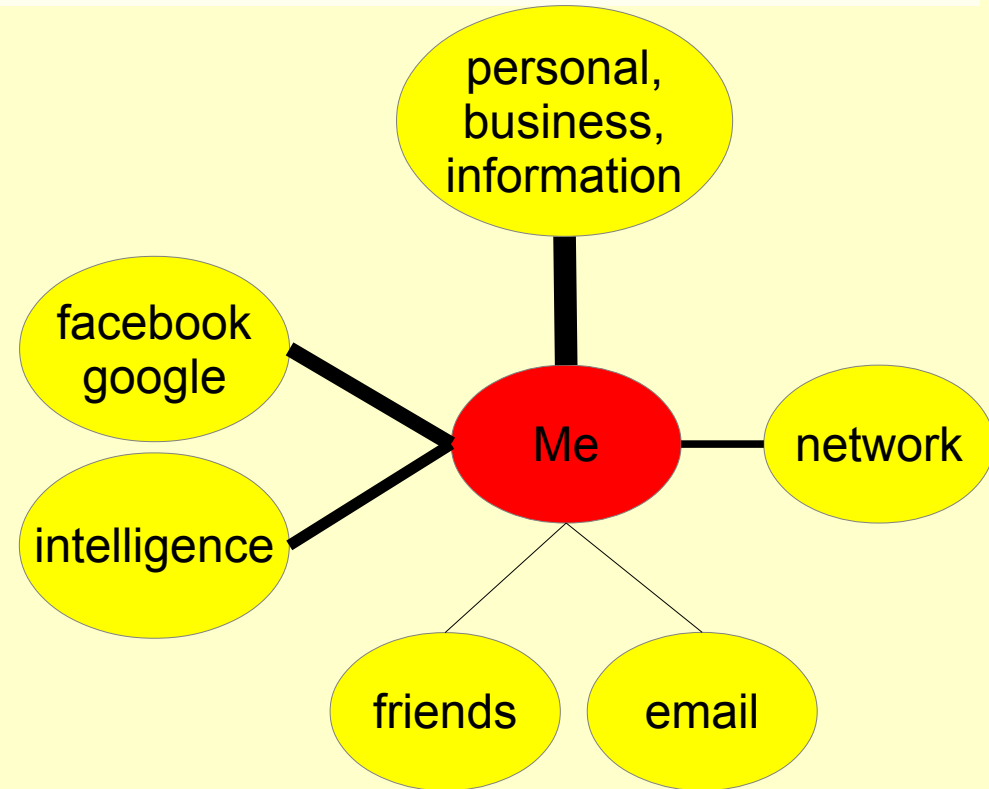 personal,
business,
information
facebook
google
Me
network
intelligence
friends
email